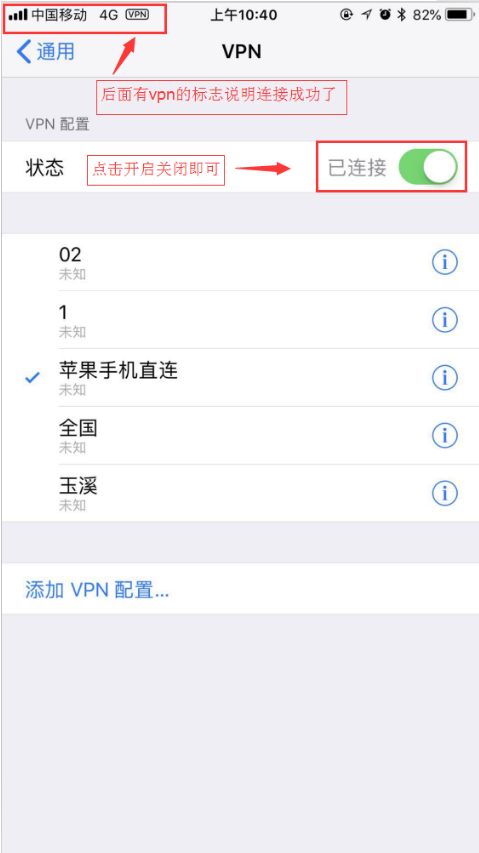 中国移动 4G VPN 上午10:40 82%
通用 VPN
后面有vpn的标志说明连接成功了
VPN 配置
状态 点击开启关闭即可 已连接
02
未知
1
未知
苹果手机直连
未知
全国
未知
玉溪
未知
添加 VPN 配置...